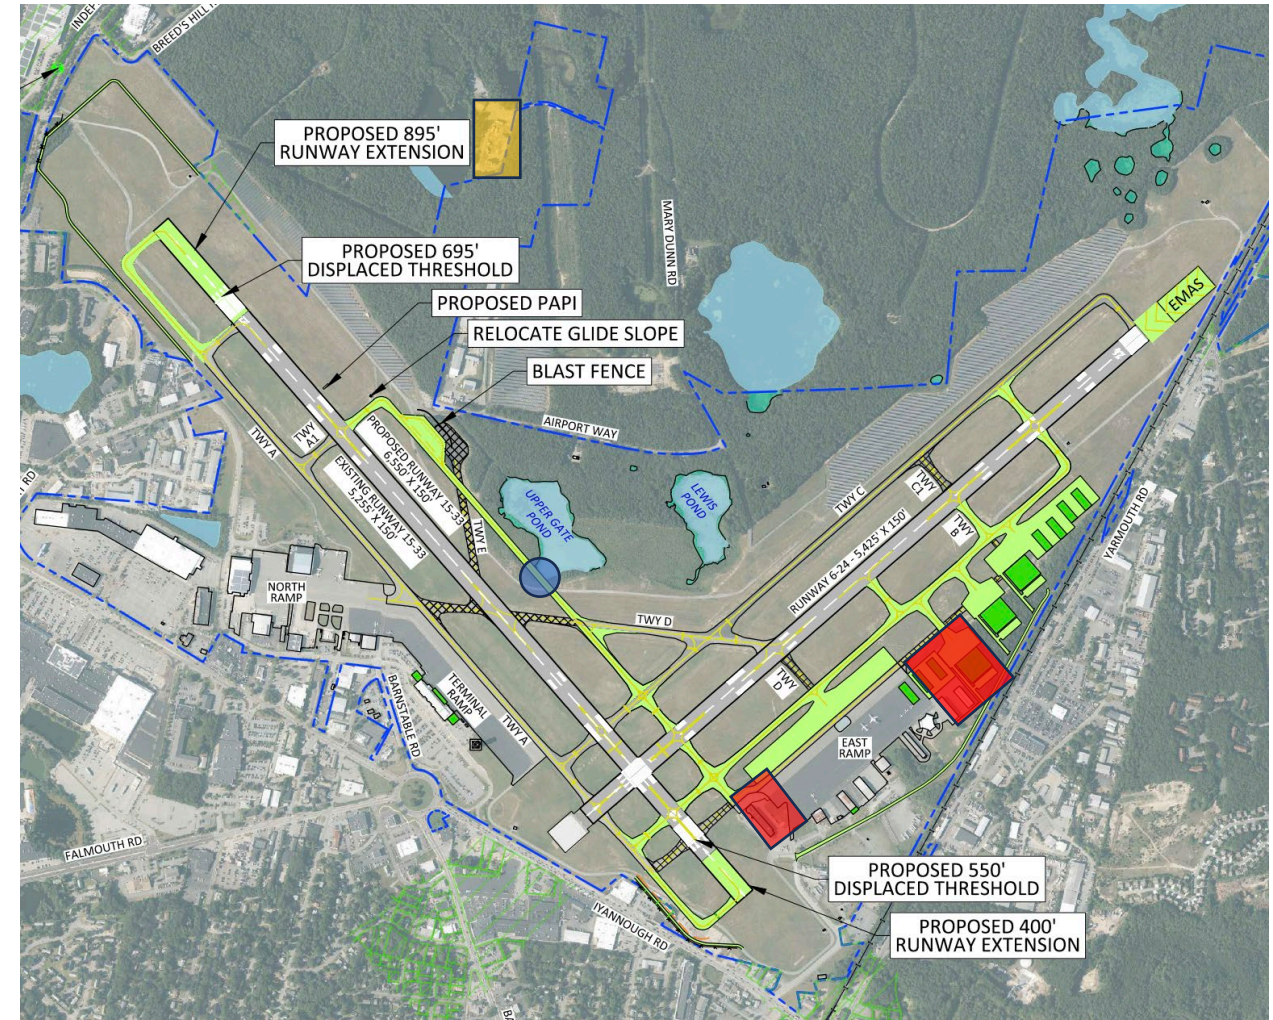 BREED'S HILL R
PROPOSED 895'
RUNWAY EXTENSION
PROPOSED 695'
DISPLACED THRESHOLD
PROPOSED PAPI
RELOCATE GLIDE SLOPE
BLAST FENCE
MARY DUNN RD
EMAS
AIRPORT WAY
TWY A
TWY
A1
PROPOSED RUNWAY 15-33
6,550' X 150'
EXISTING RUNWAY 15-33
5,255' X 150'
TWY E
UPPER GATE
POND
LEWIS
POND
TWY C
TWY
C1
TWY
B
RUNWAY 6-24 - 5,425' X 150'
YARMOUTH RD
RD
NORTH
RAMP
TWY D
TWY
D
TERMINAL
RAMP
TWY A
BARNSTABLE RD
EAST
RAMP
FALMOUTH RD
IYANNOUGH RD
PROPOSED 550'
DISPLACED THRESHOLD
PROPOSED 400'
RUNWAY EXTENSION